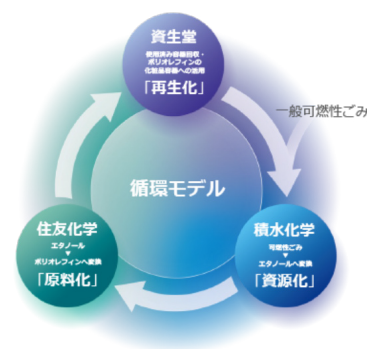 資生堂
使用済み容器回収・
ポリオレフィンの
化粧品容器への活用
「再生化」
一般可燃性ごみ
循環モデル
住友化学
エタノール
▼
ポリオレフィンへ変換
「原料化」
積水化学
可燃性ごみ
▼
エタノールへ変換
「資源化」